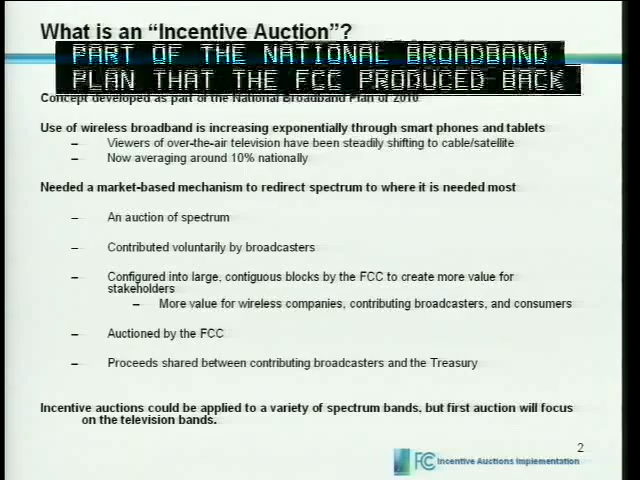 What is an “Incentive Auction”?
PART OF THE NATIONAL BROADBAND
PLAN THAT THE FCC PRODUCED BACK
Concept developed as part of the National Broadband Plan of 2010
Use of wireless broadband is increasing exponentially through smart phones and tablets
– Viewers of over-the-air television have been steadily shifting to cable/satellite
– Now averaging around 10% nationally
Needed a market-based mechanism to redirect spectrum to where it is needed most
– An auction of spectrum
– Contributed voluntarily by broadcasters
– Configured into large, contiguous blocks by the FCC to create more value for
stakeholders
– More value for wireless companies, contributing broadcasters, and consumers
– Auctioned by the FCC
– Proceeds shared between contributing broadcasters and the Treasury
Incentive auctions could be applied to a variety of spectrum bands, but first auction will focus
on the television bands.
2
FCC Incentive Auctions Implementation